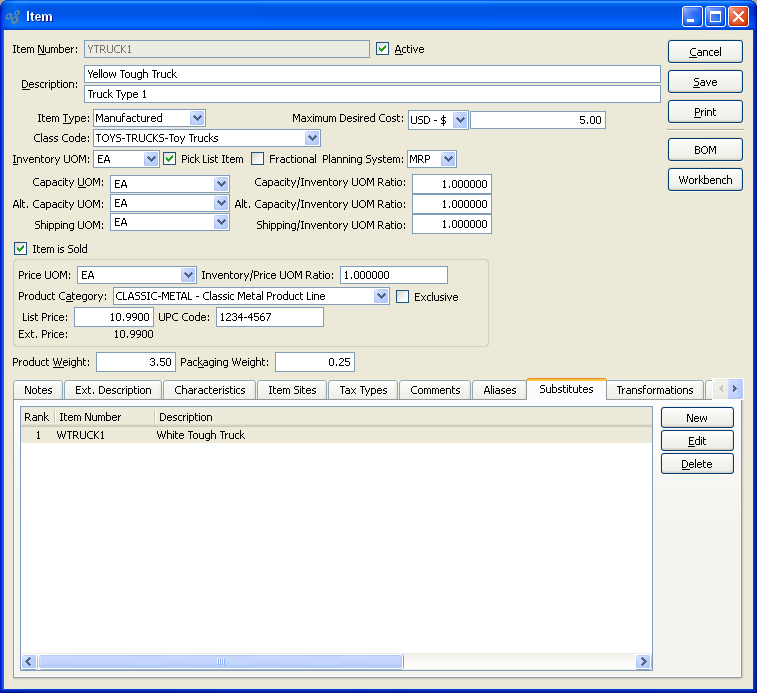 Item
Item Number: YTRUCK1 Active
Cancel
Description: Yellow Tough Truck
Truck Type 1
Save
Print
Item Type: Manufactured Maximum Desired Cost: USD - $ 5.00
Class Code: TOYS-TRUCKS-Toy Trucks
BOM
Inventory UOM: EA Pick List Item Fractional Planning System: MRP
Workbench
Capacity UOM: EA Capacity/Inventory UOM Ratio: 1.000000
Alt. Capacity UOM: EA Alt. Capacity/Inventory UOM Ratio: 1.000000
Shipping UOM: EA Shipping/Inventory UOM Ratio: 1.000000
Item is Sold
Price UOM: EA Inventory/Price UOM Ratio: 1.000000
Product Category: CLASSIC-METAL - Classic Metal Product Line Exclusive
List Price: 10.9900 UPC Code: 1234-4567
Ext. Price: 10.9900
Product Weight: 3.50 Packaging Weight: 0.25
Notes Ext. Description Characteristics Item Sites Tax Types Comments Aliases Substitutes Transformations
Rank Item Number Description
1 WTRUCK1 White Tough Truck
New
Edit
Delete